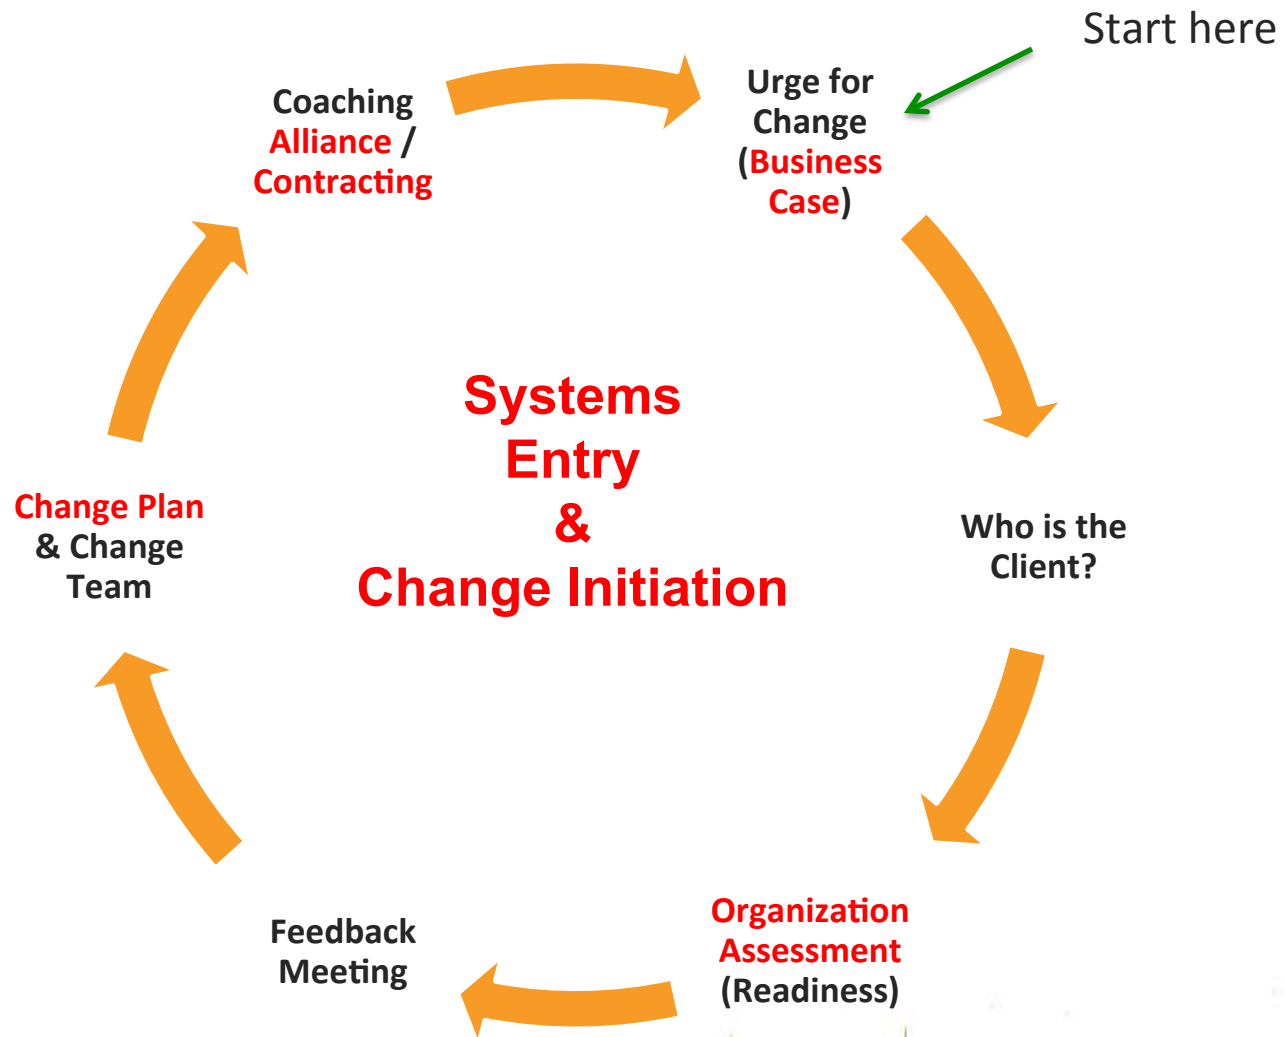 Start here
Urge for
Change
(Business
Case)
Who is the
Client?
Organization
Assessment
(Readiness)
Feedback
Meeting
Change Plan
& Change
Team
Coaching
Alliance /
Contracting
Systems
Entry
&
Change Initiation